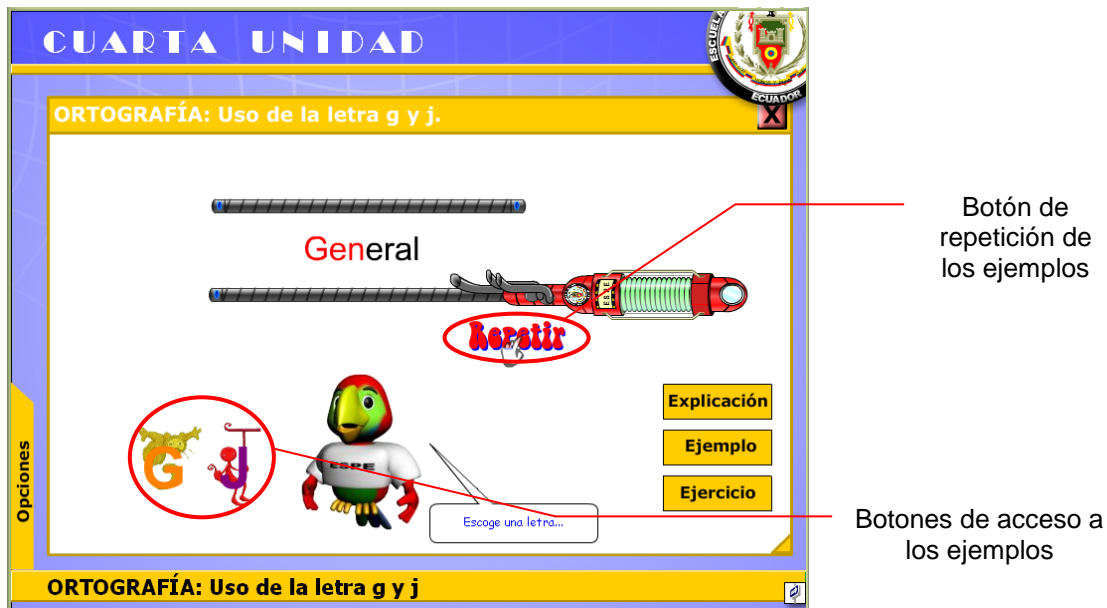 CUARTA UNIDAD
ESCUELA
ECUADOR
ORTOGRAFÍA: Uso de la letra g y j.
X
General
ESPE
Repetir
Botón de
repetición de
los ejemplos
G J
ESPE
Explicación
Ejemplo
Ejercicio
Opciones
Escoge una letra...
Botones de acceso a
los ejemplos
ORTOGRAFÍA: Uso de la letra g y j